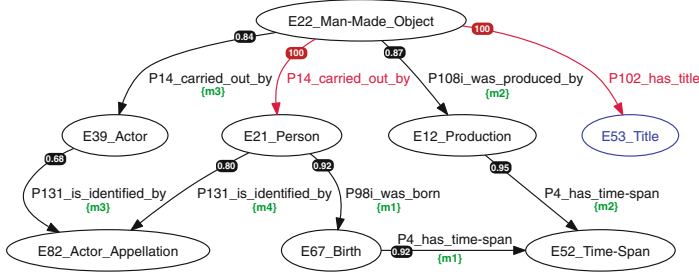 E22_Man-Made_Object
0.84
100
0.87
100
P14_carried_out_by
{m3}
P14_carried_out_by
P108i_was_produced_by
{m2}
P102_has_title
E39_Actor
E21_Person
E12_Production
E53_Title
0.68
0.80
0.92
0.95
P131_is_identified_by
{m3}
P131_is_identified_by
{m4}
P98i_was_born
{m1}
P4_has_time-span
{m2}
E82_Actor_Appellation
E67_Birth
0.92
P4_has_time-span
{m1}
E52_Time-Span